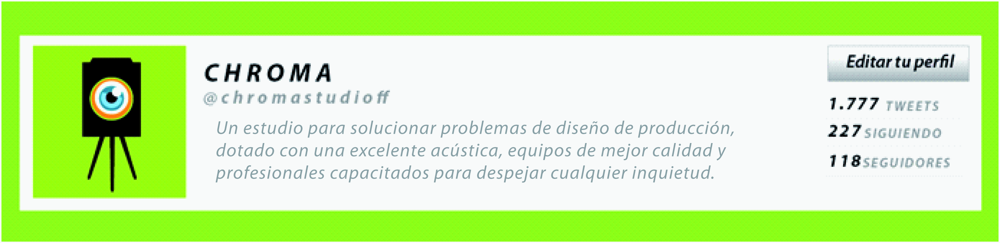 CHROMA
@chromastudioff
Un estudio para solucionar problemas de diseño de producción,
dotado con una excelente acústica, equipos de mejor calidad y
profesionales capacitados para despejar cualquier inquietud.
Editar tu perfil
1.777 TWEETS
227 SIGUIENDO
118 SEGUIDORES